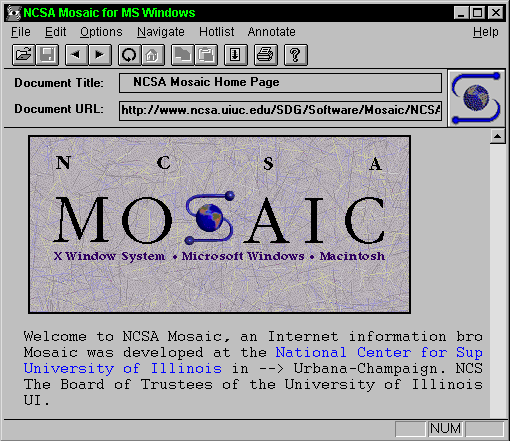 NCSA Mosaic for MS Windows
File Edit Options Navigate Hotlist Annotate Help
Document Title: NCSA Mosaic Home Page
Document URL: http://www.ncsa.uiuc.edu/SDG/Software/Mosaic/NCSA
N C S A
MOSAIC
X Window System • Microsoft Windows • Macintosh
Welcome to NCSA Mosaic, an Internet information bro
Mosaic was developed at the National Center for Sup
University of Illinois in --> Urbana-Champaign. NCS
The Board of Trustees of the University of Illinois
UI.
NUM